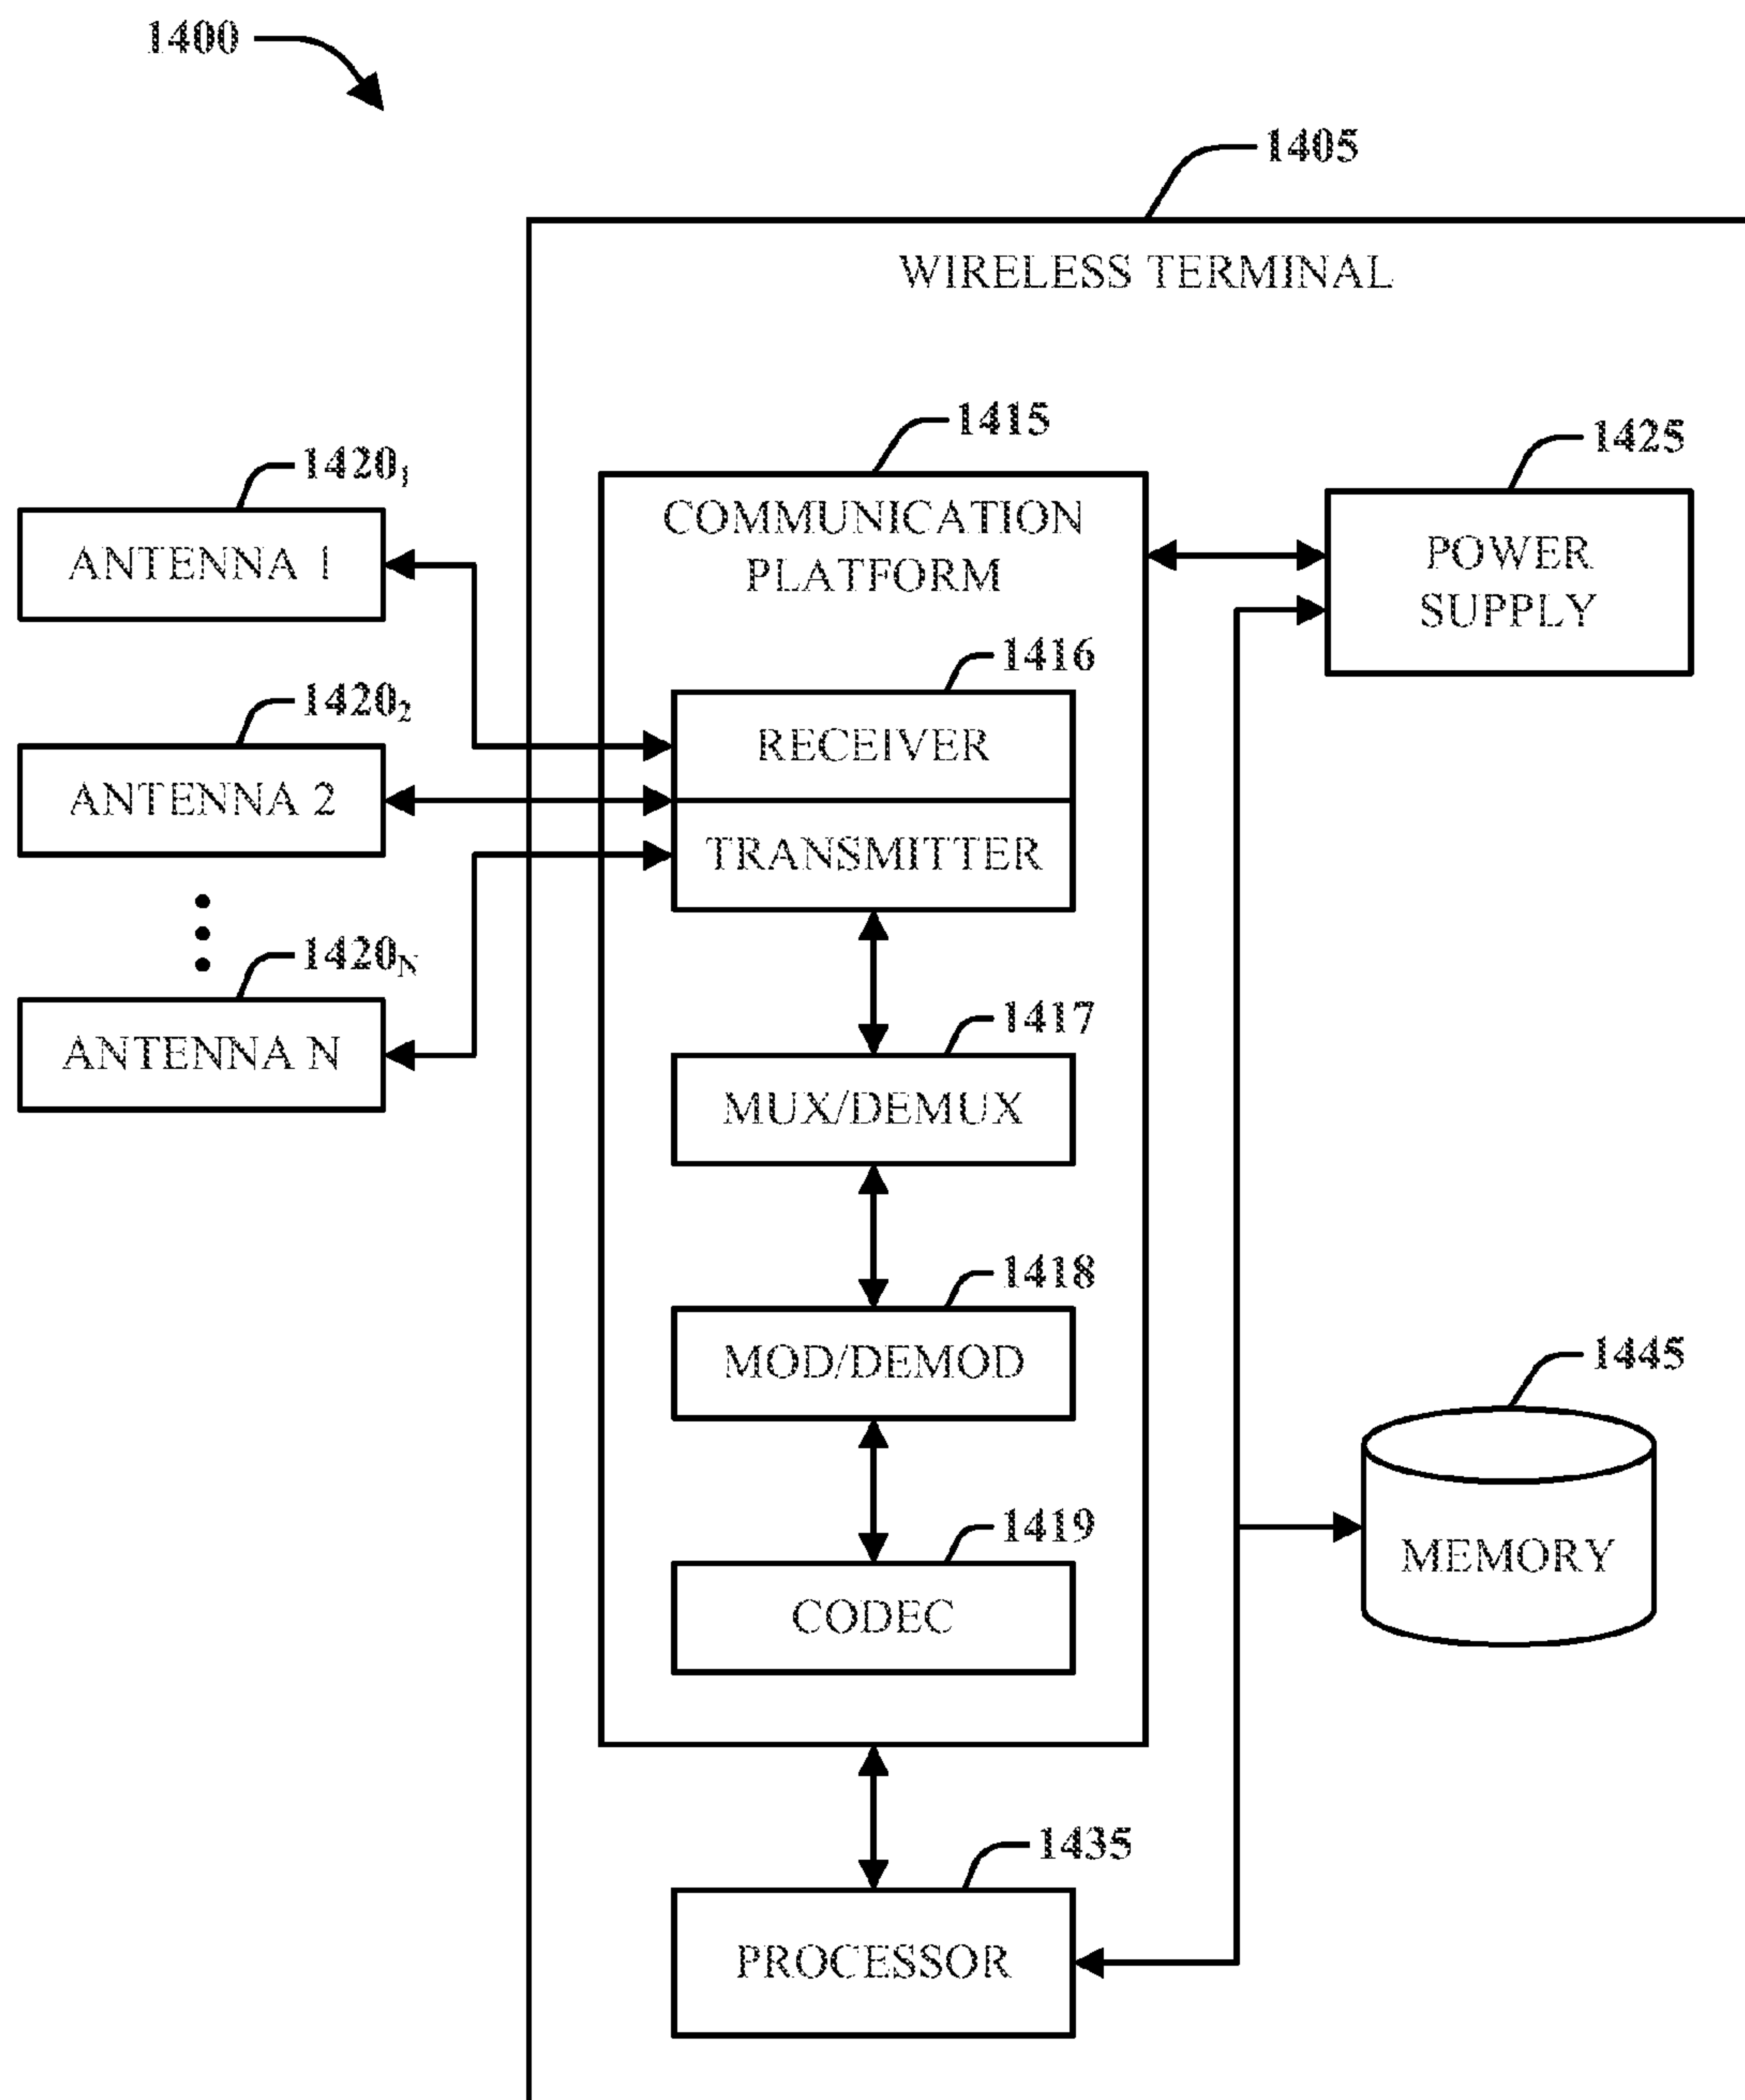 1400
1405
WIRELESS TERMINAL
1415
1425
1420₁
COMMUNICATION
PLATFORM
POWER
SUPPLY
ANTENNA 1
1416
1420₂
RECEIVER
ANTENNA 2
TRANSMITTER
1420ₙ
1417
ANTENNA N
MUX/DEMUX
1418
MOD/DEMOD
1445
1419
MEMORY
CODEC
1435
PROCESSOR